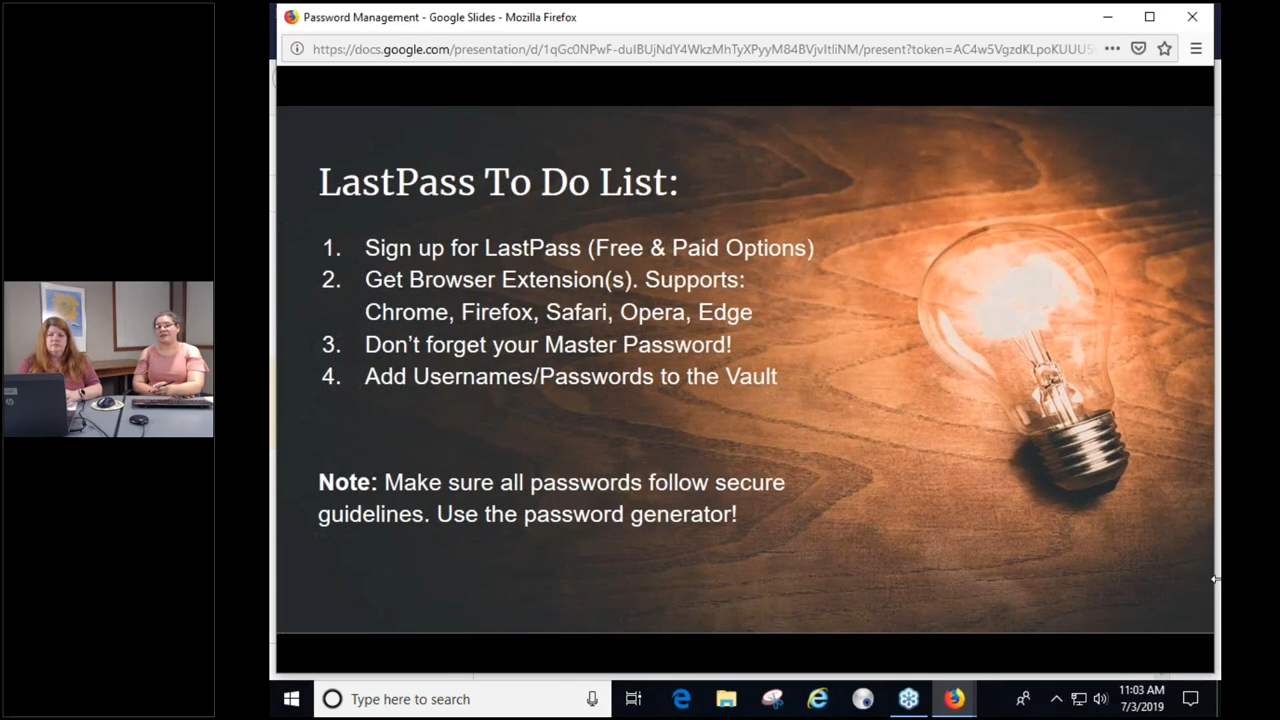 Password Management - Google Slides - Mozilla Firefox
LastPass To Do List:
1. Sign up for LastPass (Free & Paid Options)
2. Get Browser Extension(s). Supports:
Chrome, Firefox, Safari, Opera, Edge
3. Don't forget your Master Password!
4. Add Usernames/Passwords to the Vault
Note: Make sure all passwords follow secure
guidelines. Use the password generator!
Type here to search
11:03 AM
7/3/2019